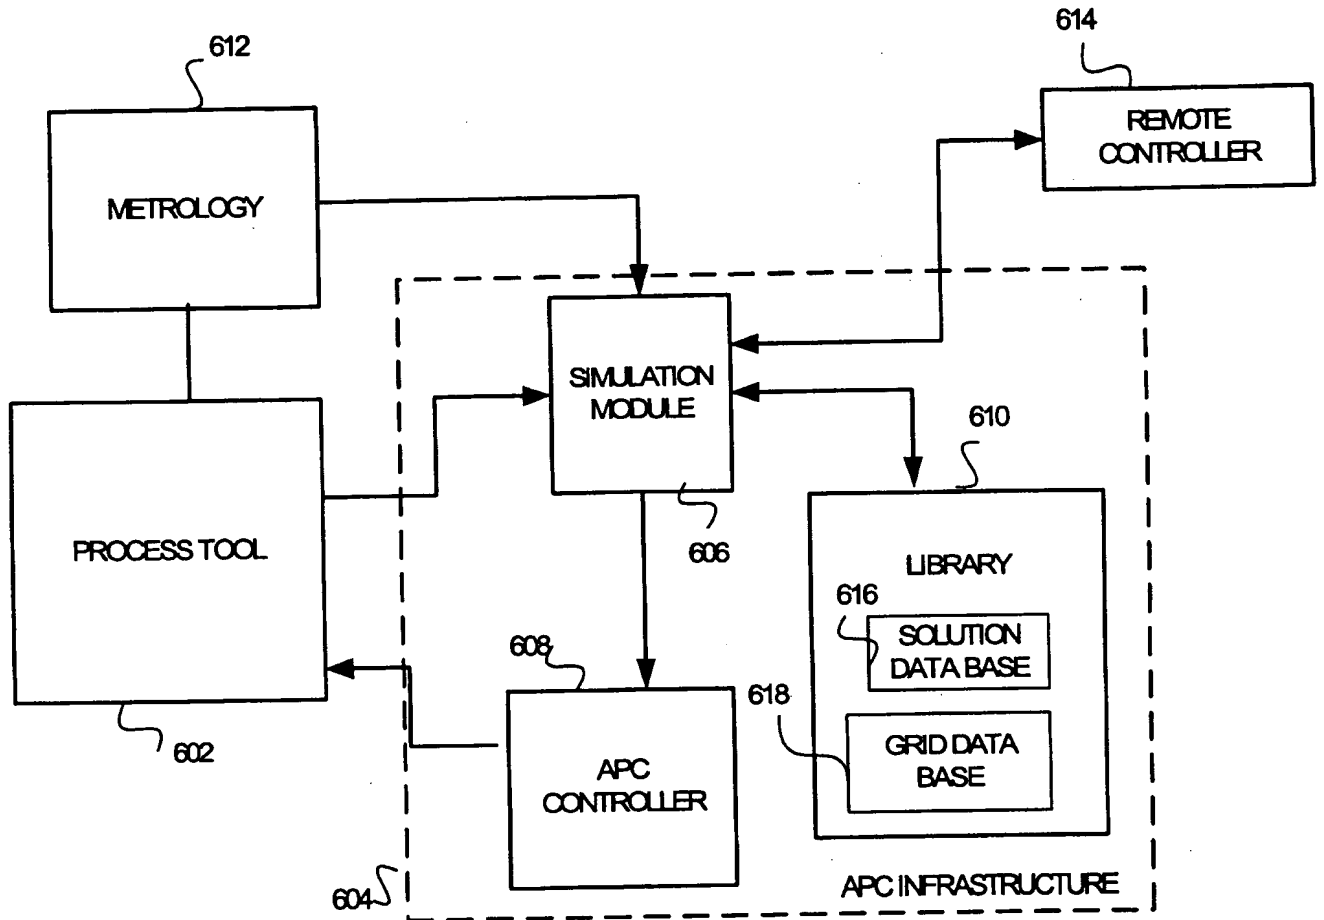 612
614
REMOTE
CONTROLLER
METROLOGY
SIMULATION
MODULE
610
606
PROCESS TOOL
LIBRARY
616
SOLUTION
DATA BASE
608
618
602
GRID DATA
BASE
APC
CONTROLLER
604
APC INFRASTRUCTURE